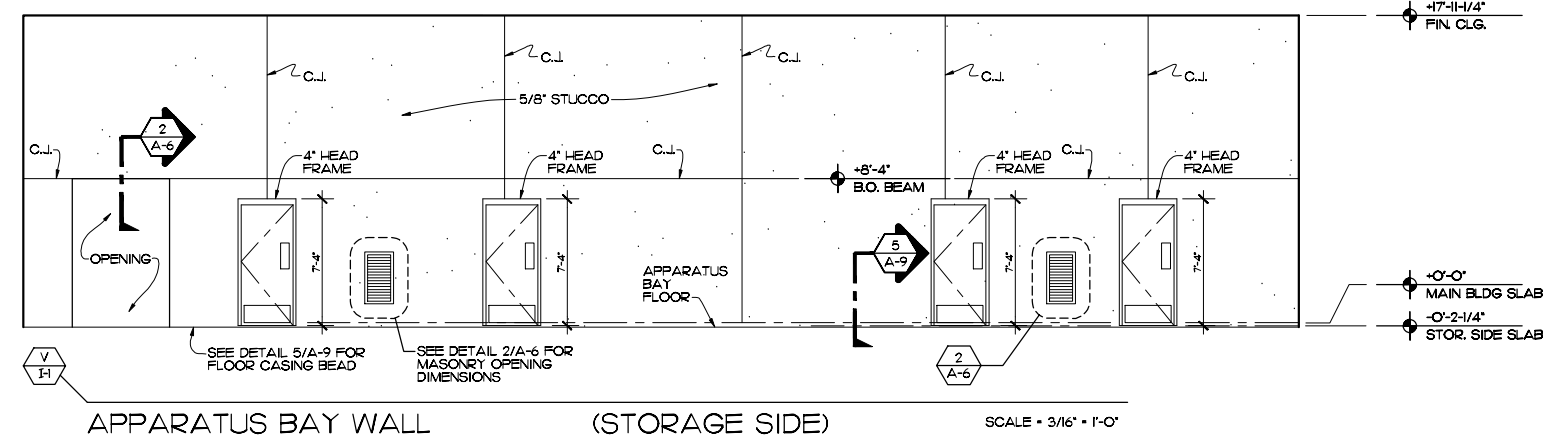 +17'-11-1/4"
FIN. CLG.
C.J.
C.J.
C.J.
C.J.
C.J.
5/8" STUCCO
2
A-6
C.J.
4" HEAD
FRAME
4" HEAD
FRAME
C.J.
4" HEAD
FRAME
C.J.
4" HEAD
FRAME
+8'-4"
B.O. BEAM
OPENING
7'-4"
7'-4"
5
A-9
7'-4"
7'-4"
APPARATUS
BAY
FLOOR
+0'-0"
MAIN BLDG SLAB
-0'-2-1/4"
STOR. SIDE SLAB
SEE DETAIL 5/A-9 FOR
FLOOR CASING BEAD
SEE DETAIL 2/A-6 FOR
MASONRY OPENING
DIMENSIONS
2
A-6
V
I-1
APPARATUS BAY WALL (STORAGE SIDE)
SCALE = 3/16" = 1'-0"